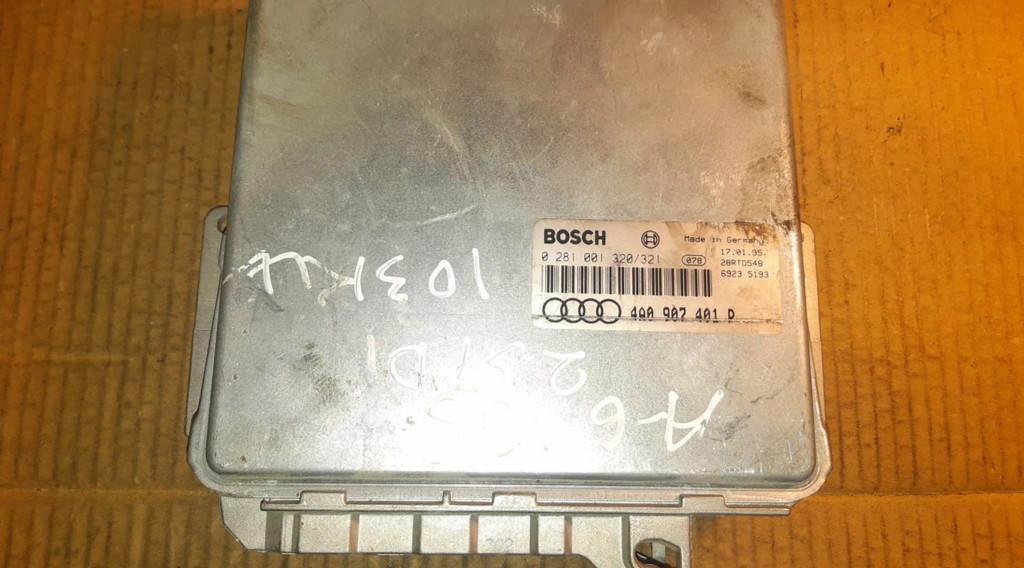 BOSCH
Made in Germany
0 281 001 320/321
078
17.01.95
28RTD548
6923 5193
4A0 907 401 P
A-6
2.5TDI
103KW